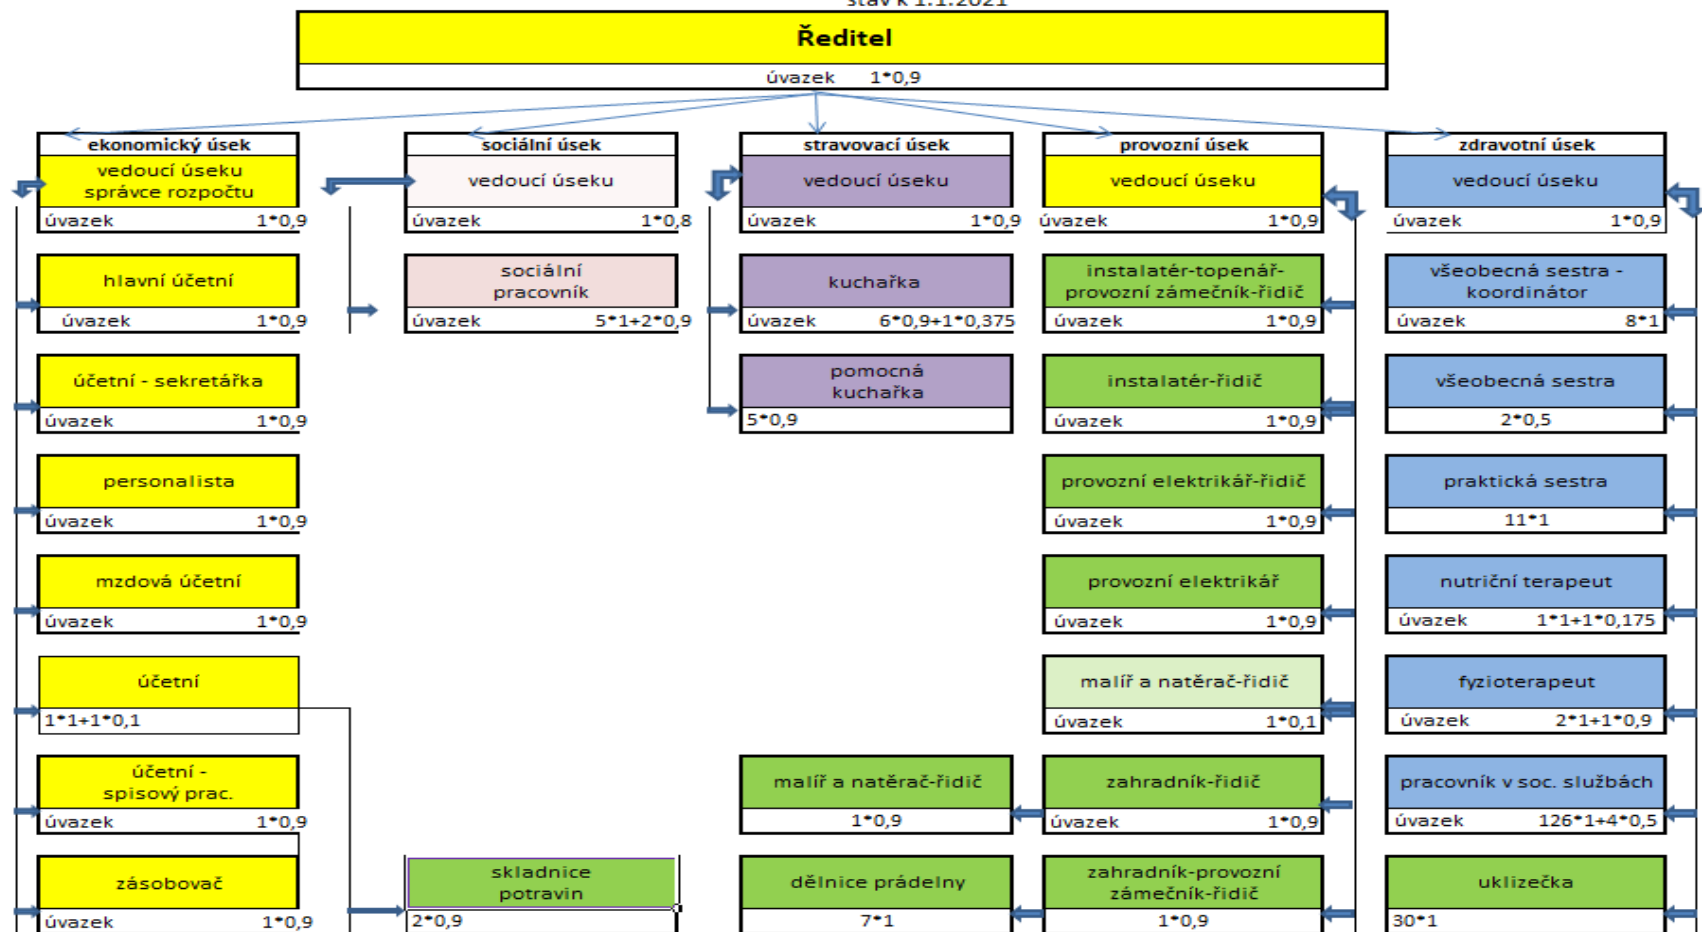 stav k 1.1.2021
Ředitel
úvazek 1*0,9
ekonomický úsek
vedoucí úseku
správce rozpočtu
úvazek 1*0,9
hlavní účetní
úvazek 1*0,9
účetní - sekretářka
úvazek 1*0,9
personalista
úvazek 1*0,9
mzdová účetní
úvazek 1*0,9
účetní
1*1+1*0,1
účetní -
spisový prac.
úvazek 1*0,9
zásobovač
úvazek 1*0,9
sociální úsek
vedoucí úseku
úvazek 1*0,8
sociální
pracovník
úvazek 5*1+2*0,9
skladnice
potravin
2*0,9
stravovací úsek
vedoucí úseku
úvazek 1*0,9
kuchařka
úvazek 6*0,9+1*0,375
pomocná
kuchařka
5*0,9
malíř a natěrač-řidič
1*0,9
dělnice prádelny
7*1
provozní úsek
vedoucí úseku
úvazek 1*0,9
instalatér-topenář-
provozní zámečník-řidič
úvazek 1*0,9
instalatér-řidič
úvazek 1*0,9
provozní elektrikář-řidič
úvazek 1*0,9
provozní elektrikář
úvazek 1*0,9
malíř a natěrač-řidič
úvazek 1*0,1
zahradník-řidič
úvazek 1*0,9
zahradník-provozní
zámečník-řidič
1*0,9
zdravotní úsek
vedoucí úseku
úvazek 1*0,9
všeobecná sestra -
koordinátor
úvazek 8*1
všeobecná sestra
2*0,5
praktická sestra
11*1
nutriční terapeut
úvazek 1*1+1*0,175
fyzioterapeut
úvazek 2*1+1*0,9
pracovník v soc. službách
úvazek 126*1+4*0,5
uklizečka
30*1